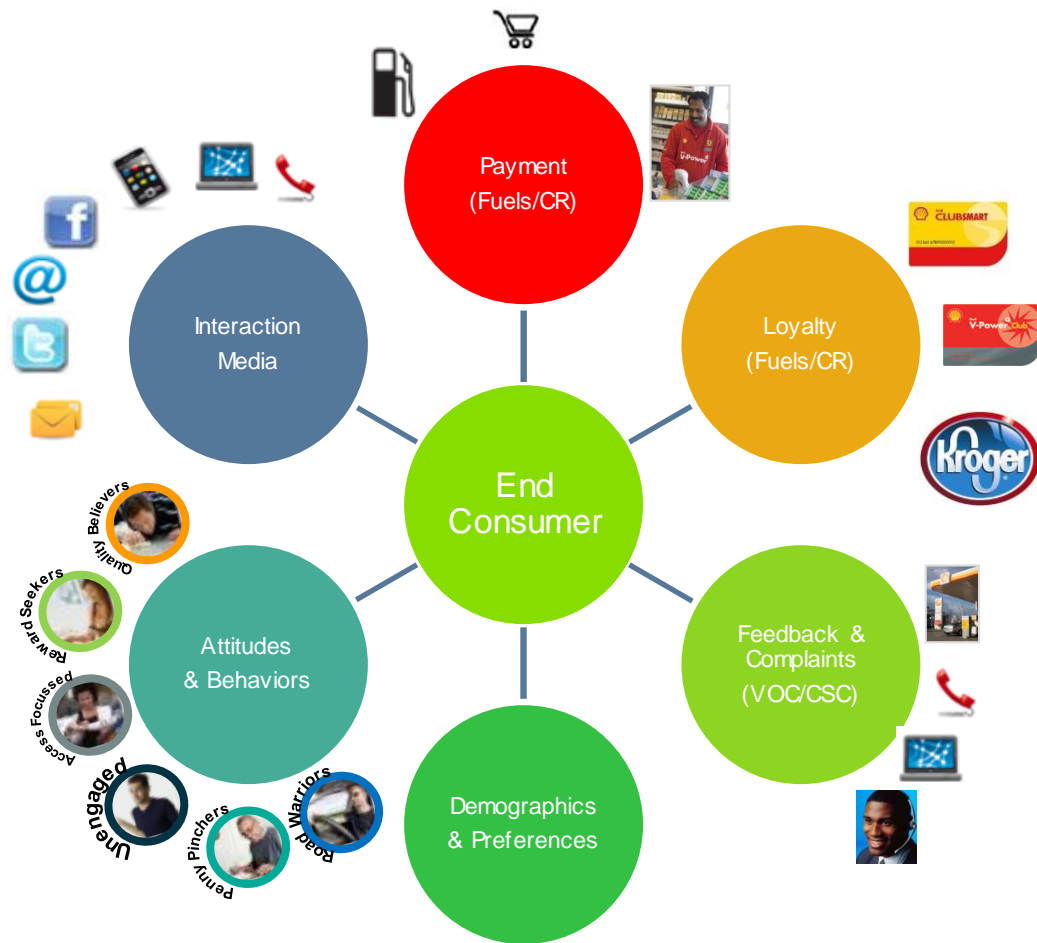 Payment
(Fuels/CR)
V-Power
Interaction
Media
Loyalty
(Fuels/CR)
CLUBSMART
V-Power Club
Kroger
End
Consumer
Quality Believers
Reward Seekers
Access Focussed
Unengaged
Penny Pinchers
Road Warriors
Attitudes
& Behaviors
Feedback &
Complaints
(VOC/CSC)
Demographics
& Preferences